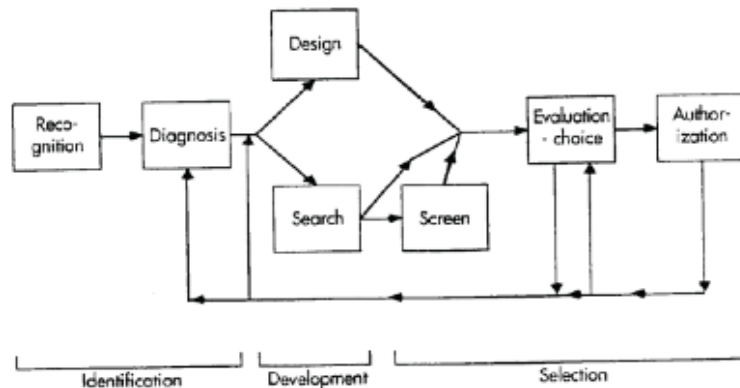 Design
Reco-
gnition
Diagnosis
Evaluation
- choice
Author-
ization
Search
Screen
Identification
Development
Selection